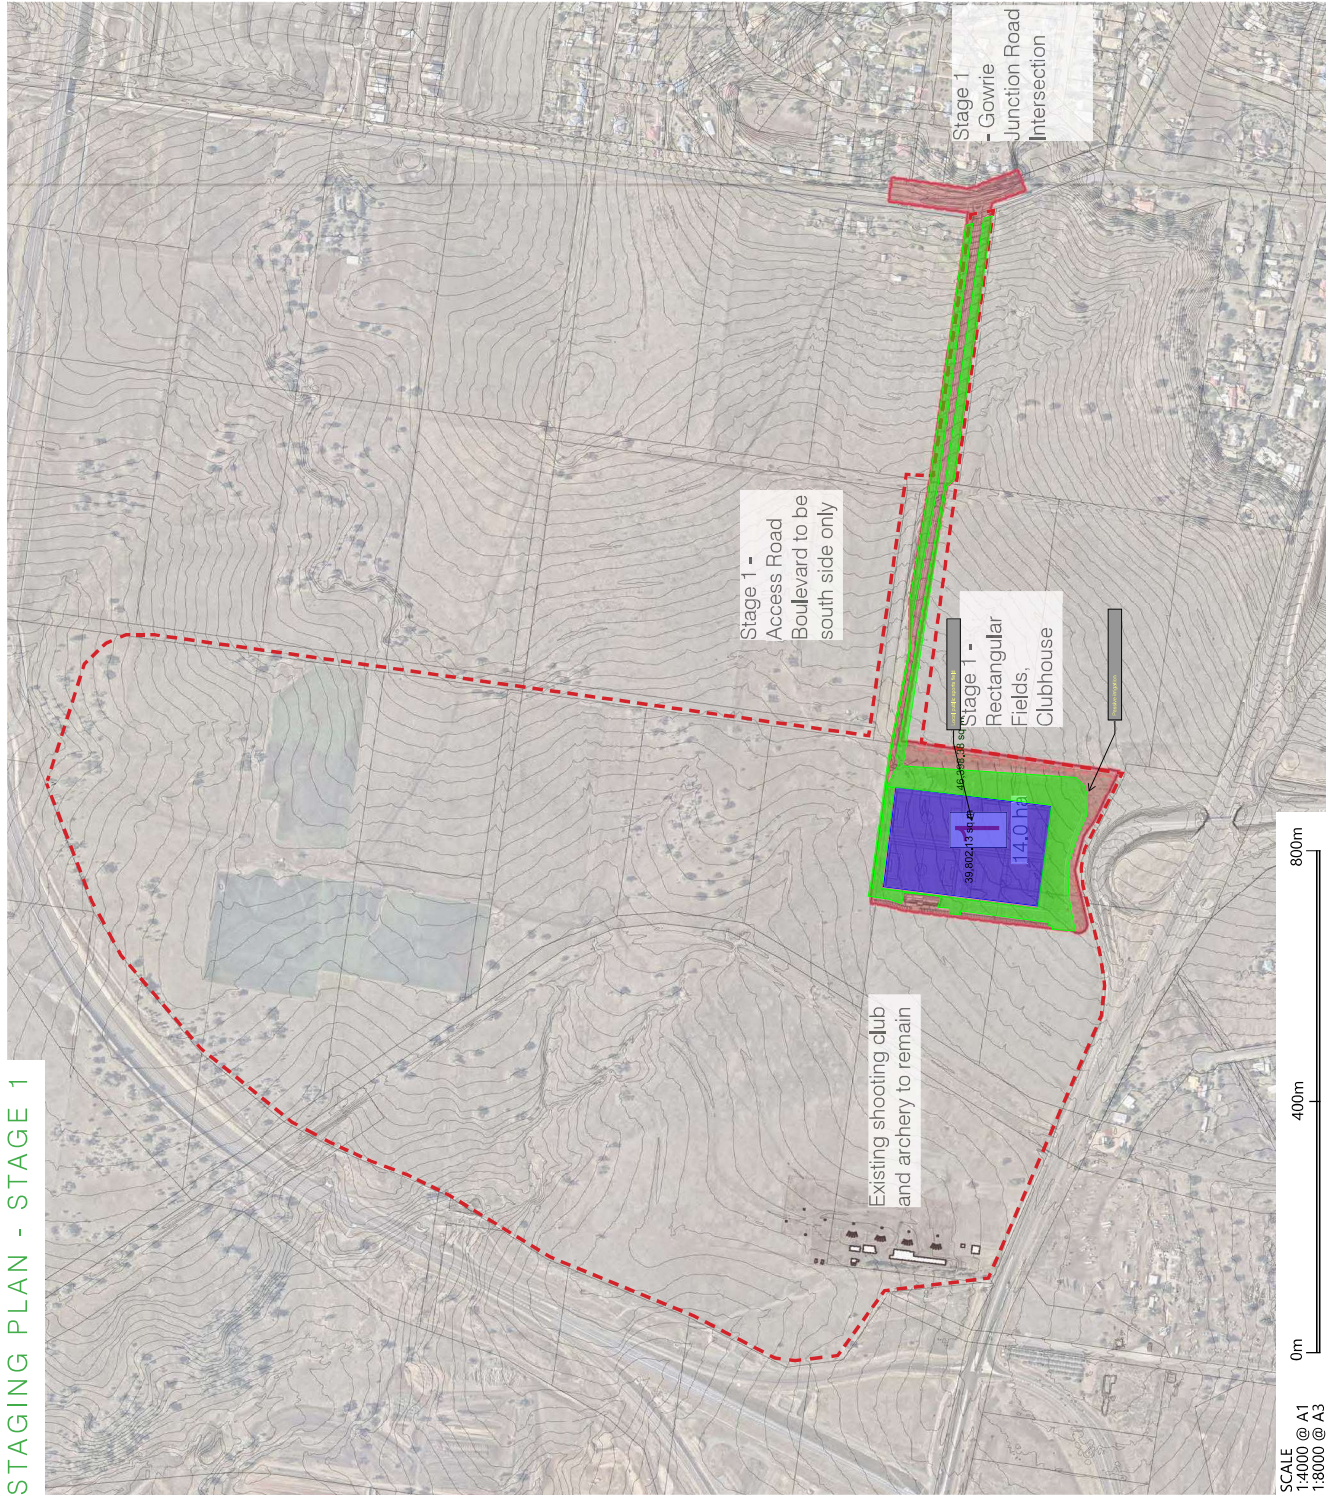 STAGING PLAN - STAGE 1
Stage 1
- Gowrie
Junction Road
Intersection
Stage 1 -
Access Road
Boulevard to be
south side only
Stage 1 -
Rectangular
Fields,
Clubhouse
39,802.13 sq m
1
14.0 ha
Existing shooting club
and archery to remain
0m
400m
800m
SCALE
1:4000 @ A1
1:8000 @ A3